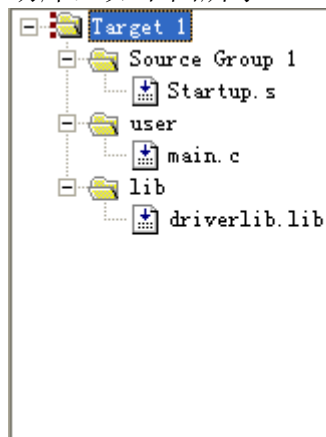 Target 1
Source Group 1
Startup.s
user
main.c
lib
driverlib.lib